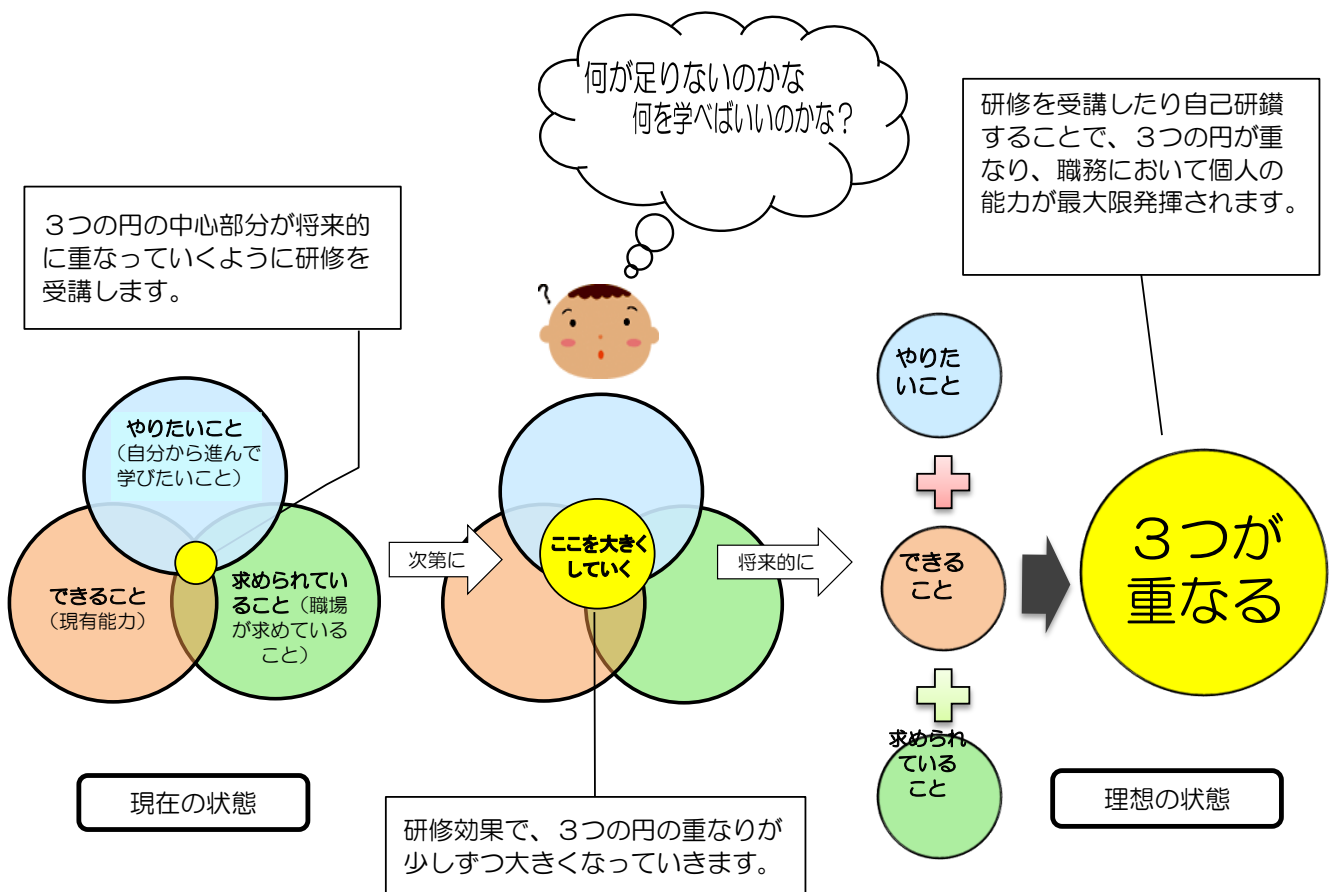 何が足りないのかな
何を学べばいいのかな？
研修を受講したり自己研鑚
することで、３つの円が重
なり、職務において個人の
能力が最大限発揮されます。
３つの円の中心部分が将来的
に重なっていくように研修を
受講します。
？
やりたいこと
（自分から進んで
学びたいこと）
できること
（現有能力）
求められてい
ること（職場
が求めている
こと）
次第に
ここを大きく
していく
将来的に
やりた
いこと
できる
こと
求められ
ている
こと
３つが
重なる
現在の状態
研修効果で、３つの円の重なりが
少しずつ大きくなっていきます。
理想の状態